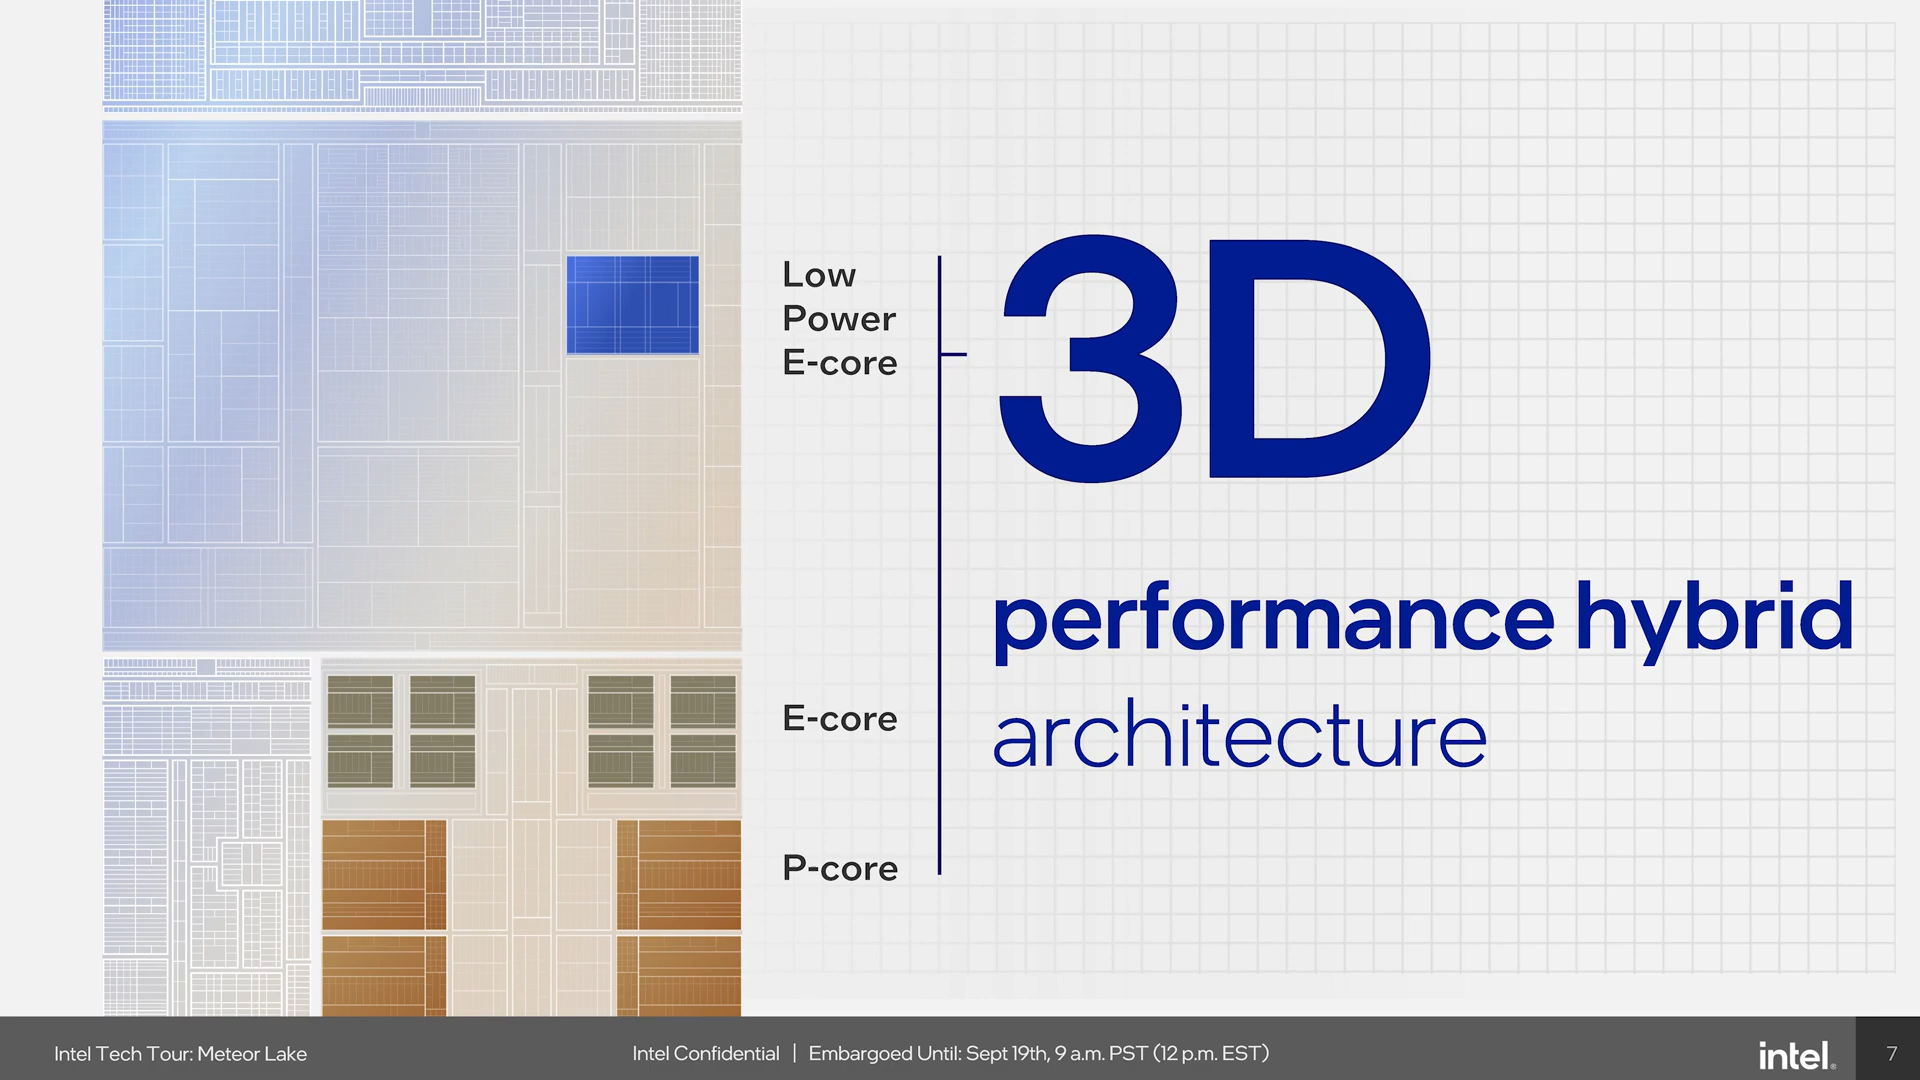 Low
Power
E-core
E-core
P-core
3D
performance hybrid
architecture
Intel Tech Tour: Meteor Lake
Intel Confidential | Embargoed Until: Sept 19th, 9 a.m. PST (12 p.m. EST)
intel.
7